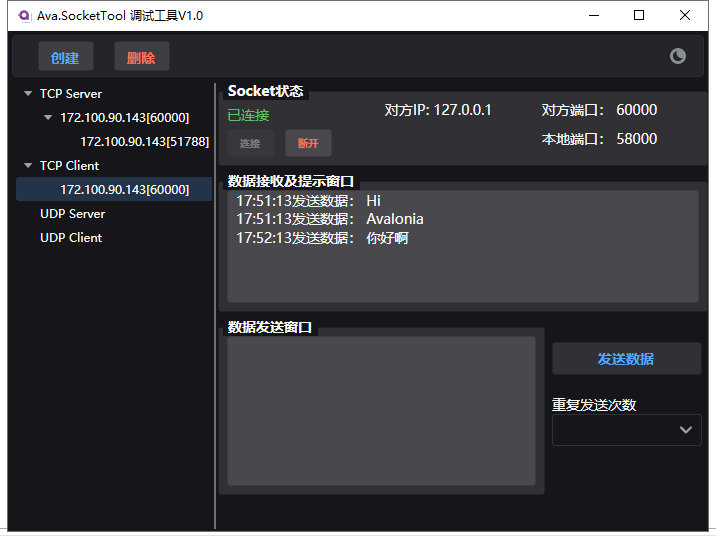 Ava.SocketTool 调试工具V1.0
创建
删除
TCP Server
172.100.90.143[60000]
172.100.90.143[51788]
TCP Client
172.100.90.143[60000]
UDP Server
UDP Client
Socket状态
已连接
对方IP: 127.0.0.1
对方端口: 60000
连接
断开
本地端口: 58000
数据接收及提示窗口
17:51:13发送数据: Hi
17:51:13发送数据: Avalonia
17:52:13发送数据: 你好啊
数据发送窗口
发送数据
重复发送次数